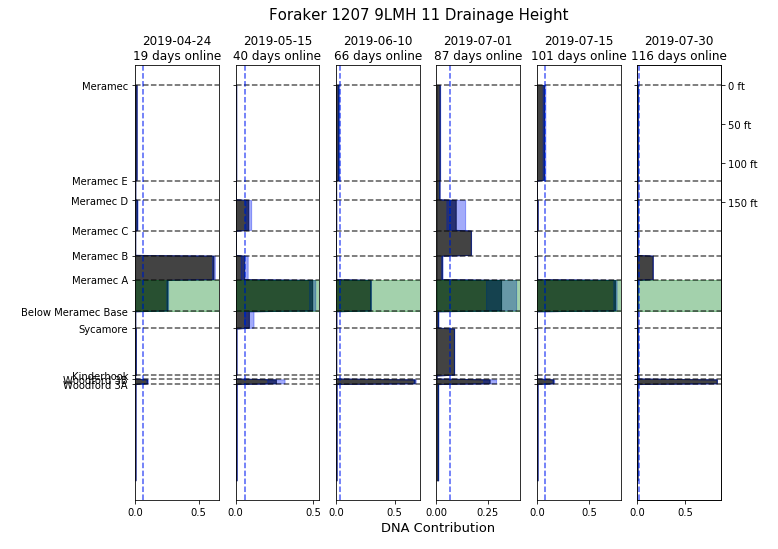 Foraker 1207 9LMH 11 Drainage Height
2019-04-24
19 days online
2019-05-15
40 days online
2019-06-10
66 days online
2019-07-01
87 days online
2019-07-15
101 days online
2019-07-30
116 days online
Meramec
Meramec E
Meramec D
Meramec C
Meramec B
Meramec A
Below Meramec Base
Sycamore
Kinderhook
Woodford 3B
Woodford 3A
0 ft
50 ft
100 ft
150 ft
0.0 0.5
0.0 0.5
0.0 0.5
0.00 0.25
0.0 0.5
0.0 0.5
DNA Contribution